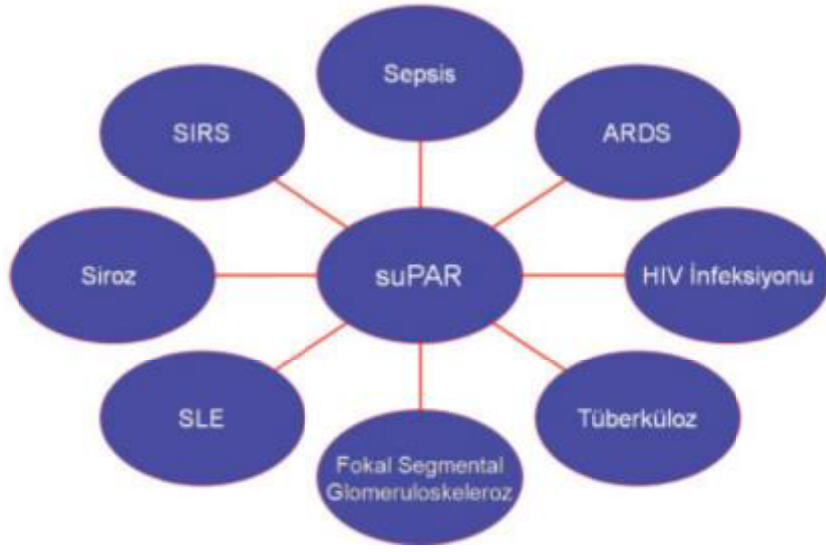 Sepsis
SIRS
ARDS
Siroz
suPAR
HIV İnfeksiyonu
SLE
Tüberküloz
Fokal Segmental
Glomeruloskeleroz